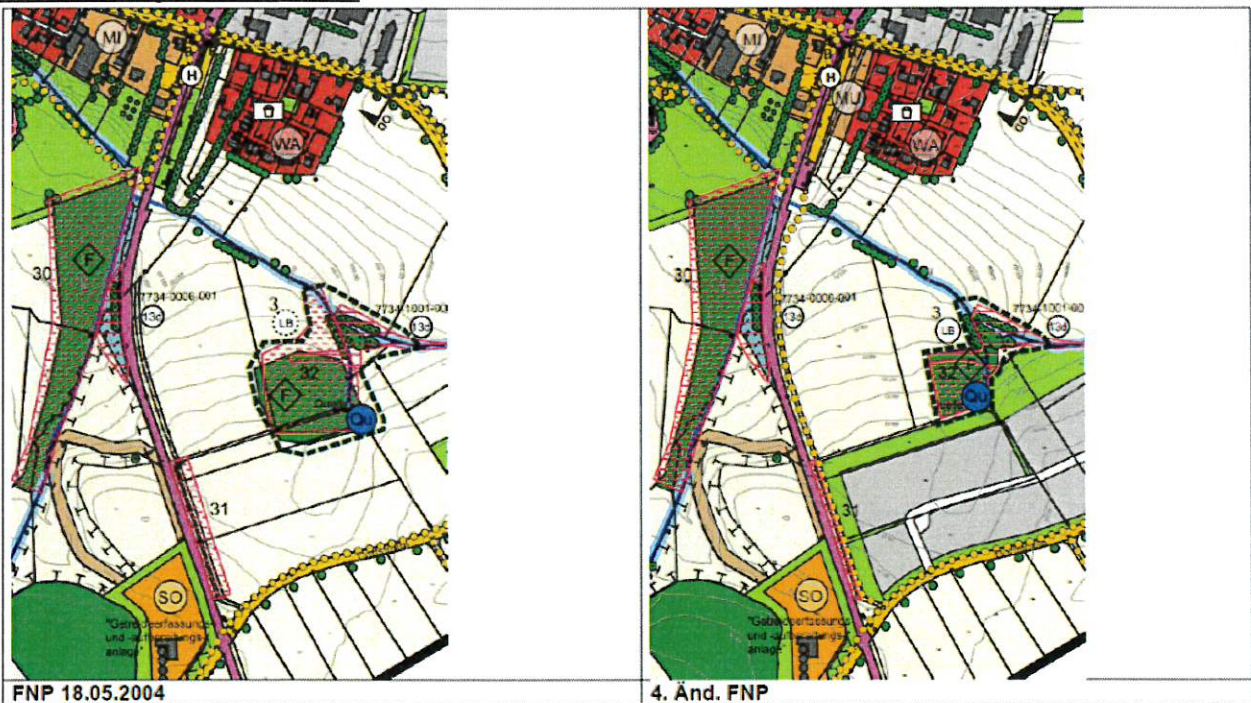 MI
H
WA
30
F
7734-0006-001
13c
3
LB
7734-1001-00
13d
32
F
Qu
31
SO
"Getreideerfassungs-
und -aufbereitungs-
anlage"
FNP 18.05.2004
MI
H
MU
WA
30
F
7734-0006-001
13c
3
LB
7734-1001-00
13d
32
F
Qu
31
SO
"Getreideerfassungs-
und -aufbereitungs-
anlage"
4. Änd. FNP